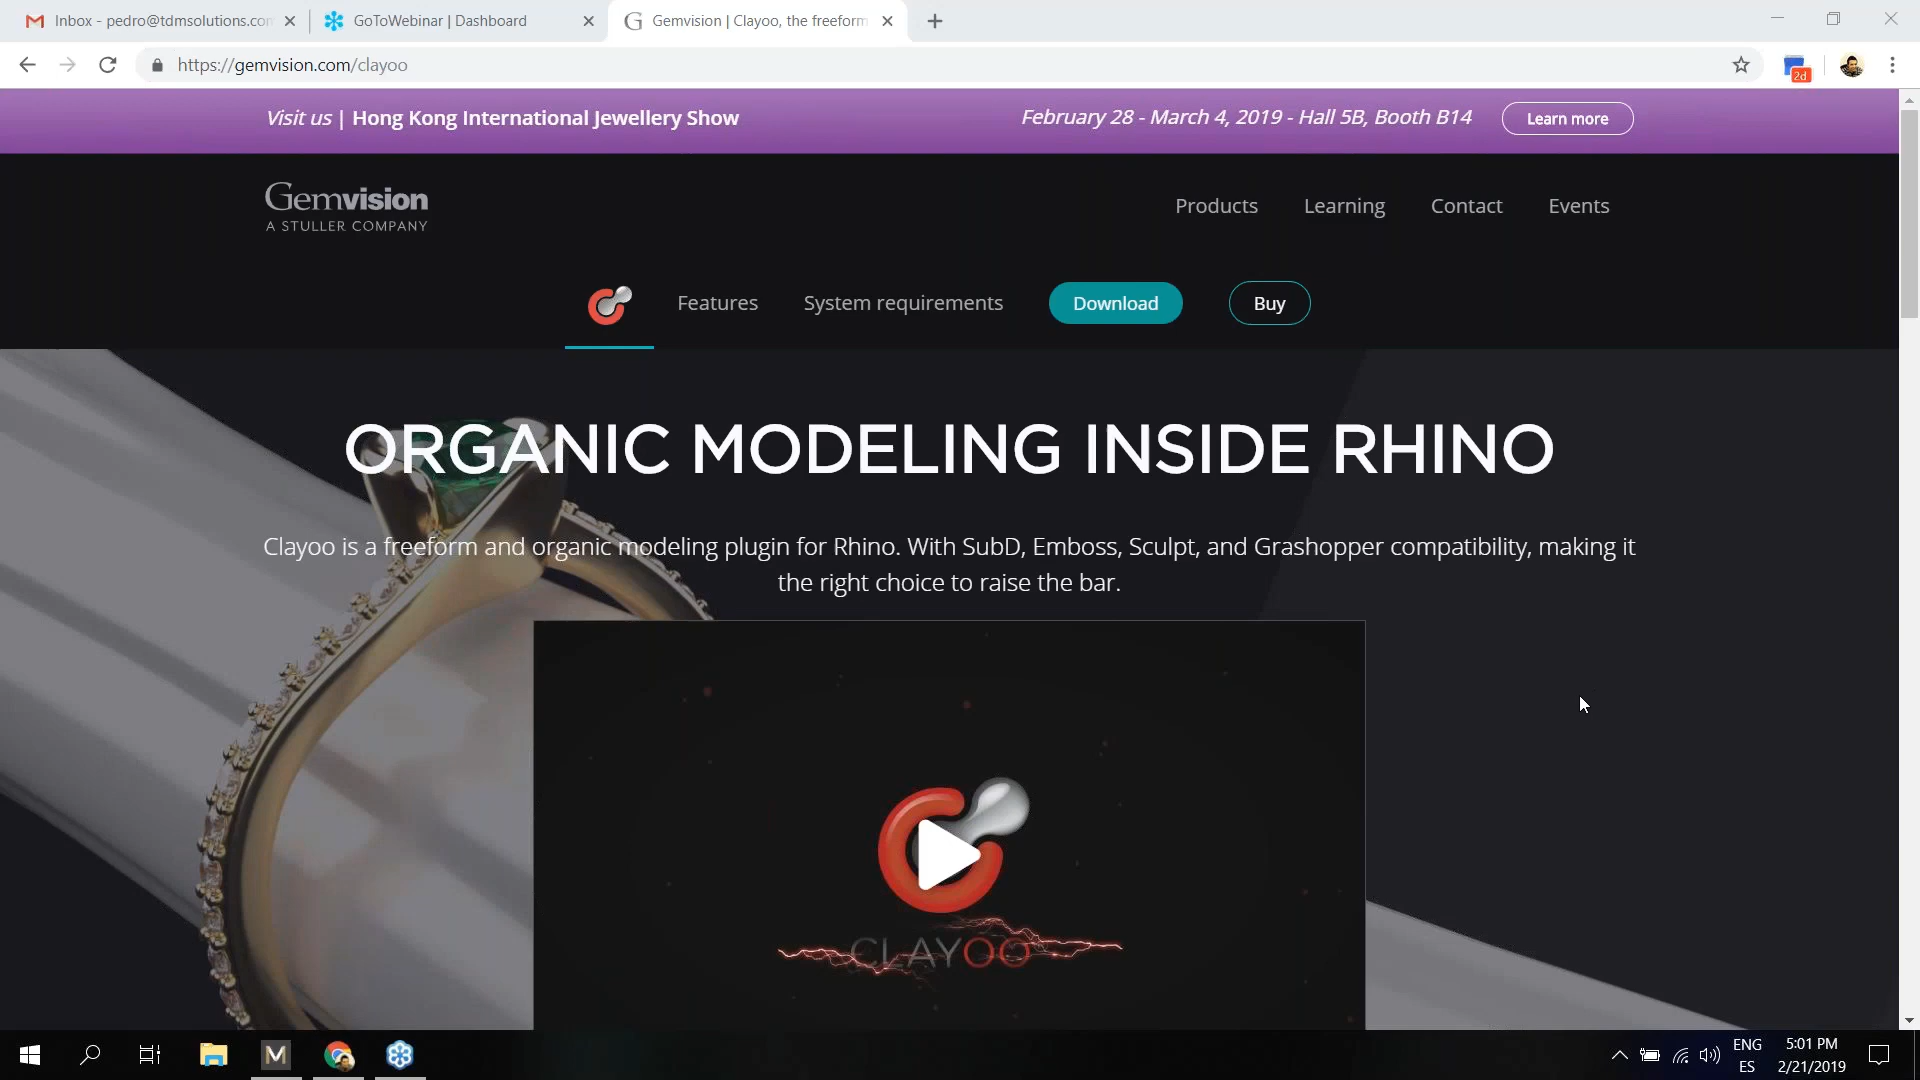 Inbox - pedro@tdmsolutions.com
GoToWebinar | Dashboard
Gemvision | Clayoo, the freeform
https://gemvision.com/clayoo
2d
Visit us | Hong Kong International Jewellery Show
February 28 - March 4, 2019 - Hall 5B, Booth B14
Learn more
Gemvision
A STULLER COMPANY
Products
Learning
Contact
Events
Features
System requirements
Download
Buy
ORGANIC MODELING INSIDE RHINO
Clayoo is a freeform and organic modeling plugin for Rhino. With SubD, Emboss, Sculpt, and Grashopper compatibility, making it
the right choice to raise the bar.
CLAYOO
ENG
ES
5:01 PM
2/21/2019